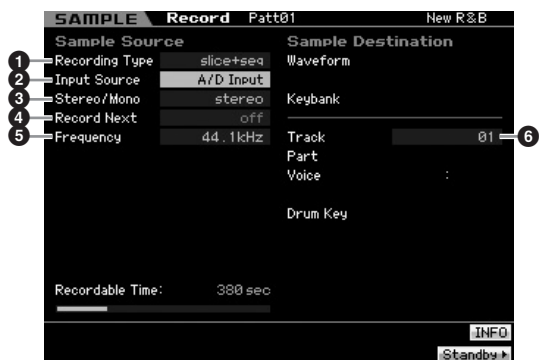 SAMPLE Record Patt01 New R&B
Sample Source Sample Destination
1 Recording Type slice+seq Waveform
2 Input Source A/D Input
3 Stereo/Mono stereo Keybank
4 Record Next off
5 Frequency 44.1kHz Track 01 6
Part
Voice :
Drum Key
Recordable Time: 380 sec
INFO
Standby